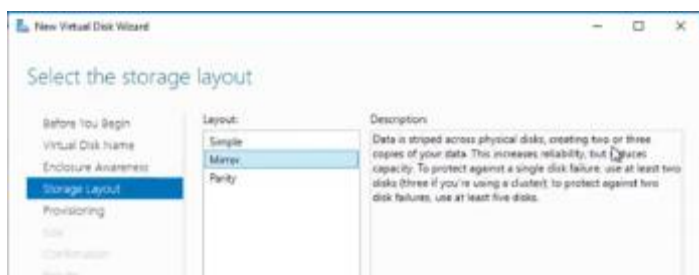 New Virtual Disk Wizard
Select the storage layout
Before You Begin
Virtual Disk Name
Enclosure Awareness
Storage Layout
Provisioning
Size
Confirmation
Results
Layout:
Simple
Mirror
Parity
Description:
Data is striped across physical disks, creating two or three
copies of your data. This increases reliability, but reduces
capacity. To protect against a single disk failure, use at least two
disks (three if you're using a cluster); to protect against two
disk failures, use at least five disks.